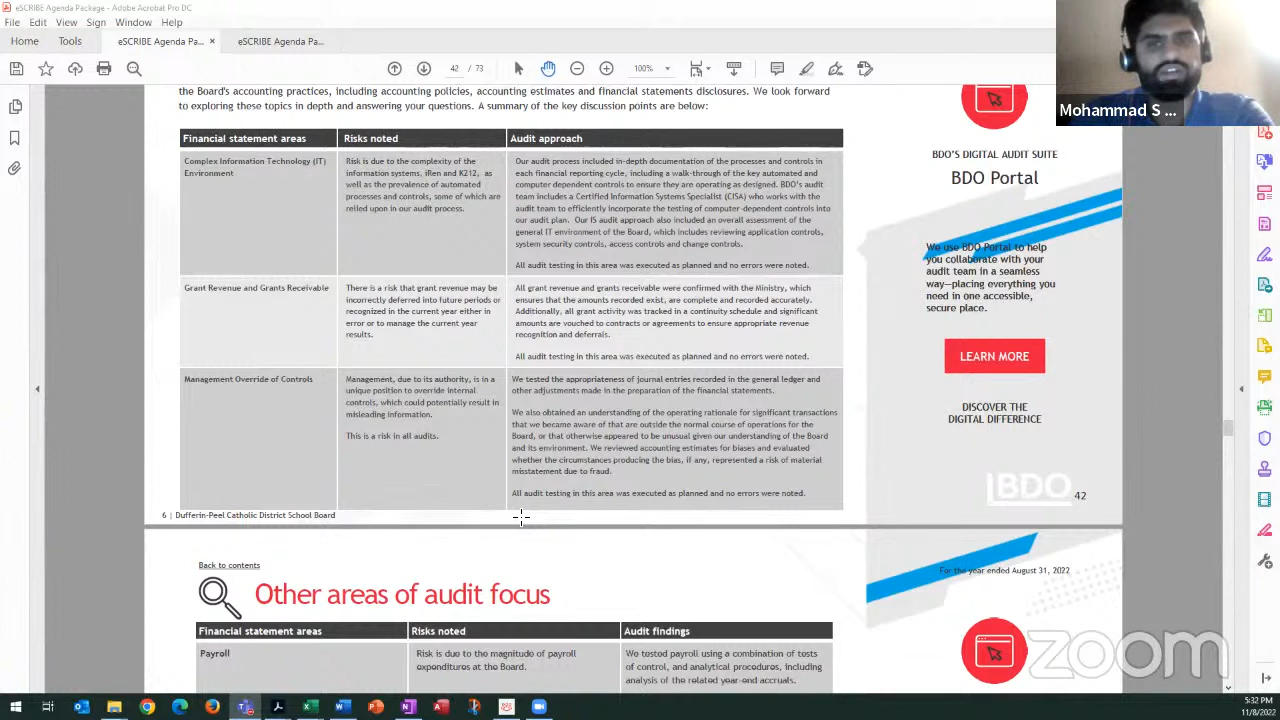 eSCRIBE Agenda Package - Adobe Acrobat Pro DC
File Edit View Sign Window Help
Home Tools eSCRIBE Agenda Pa... × eSCRIBE Agenda Pa...
42 / 73 100%
Mohammad S ...
the Board's accounting practices, including accounting policies, accounting estimates and financial statements disclosures. We look forward
to exploring these topics in depth and answering your questions. A summary of the key discussion points are below:
Financial statement areas Risks noted Audit approach
Complex Information Technology (IT)
Environment
Risk is due to the complexity of the
information systems, iRen and K212, as
well as the prevalence of automated
processes and controls, some of which are
relied upon in our audit process.
Our audit process included in-depth documentation of the processes and controls in
each financial reporting cycle, including a walk-through of the key automated and
computer dependent controls to ensure they are operating as designed. BDO's audit
team includes a Certified Information Systems Specialist (CISA) who works with the
audit team to efficiently incorporate the testing of computer-dependent controls into
our audit plan. Our IS audit approach also included an overall assessment of the
general IT environment of the Board, which includes reviewing application controls,
system security controls, access controls and change controls.
All audit testing in this area was executed as planned and no errors were noted.
Grant Revenue and Grants Receivable
There is a risk that grant revenue may be
incorrectly deferred into future periods or
recognized in the current year either in
error or to manage the current year
results.
All grant revenue and grants receivable were confirmed with the Ministry, which
ensures that the amounts recorded exist, are complete and recorded accurately.
Additionally, all grant activity was tracked in a continuity schedule and significant
amounts are vouched to contracts or agreements to ensure appropriate revenue
recognition and deferrals.
All audit testing in this area was executed as planned and no errors were noted.
Management Override of Controls
Management, due to its authority, is in a
unique position to override internal
controls, which could potentially result in
misleading information.
This is a risk in all audits.
We tested the appropriateness of journal entries recorded in the general ledger and
other adjustments made in the preparation of the financial statements.
We also obtained an understanding of the operating rationale for significant transactions
that we became aware of that are outside the normal course of operations for the
Board, or that otherwise appeared to be unusual given our understanding of the Board
and its environment. We reviewed accounting estimates for biases and evaluated
whether the circumstances producing the bias, if any, represented a risk of material
misstatement due to fraud.
All audit testing in this area was executed as planned and no errors were noted.
6 | Dufferin-Peel Catholic District School Board
BDO'S DIGITAL AUDIT SUITE
BDO Portal
We use BDO Portal to help
you collaborate with your
audit team in a seamless
way—placing everything you
need in one accessible,
secure place.
LEARN MORE
DISCOVER THE
DIGITAL DIFFERENCE
BDO
42
Back to contents
For the year ended August 31, 2022
Other areas of audit focus
Financial statement areas Risks noted Audit findings
Payroll
Risk is due to the magnitude of payroll
expenditures at the Board.
We tested payroll using a combination of tests
of control, and analytical procedures, including
analysis of the related year-end accruals.
zoom
5:32 PM
11/8/2022